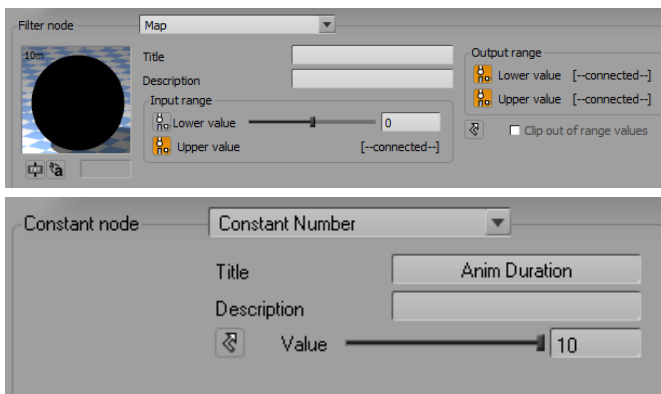 Filter node Map
10m
Title
Description
Input range
Lower value 0
Upper value [--connected--]
Output range
Lower value [--connected--]
Upper value [--connected--]
Clip out of range values
a
Constant node Constant Number
Title Anim Duration
Description
Value 10